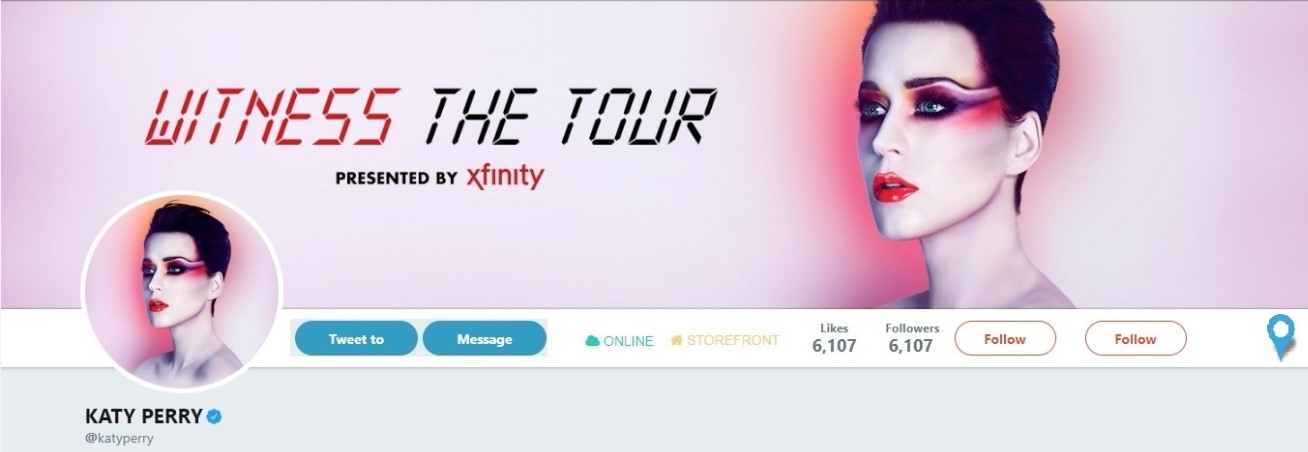 WITNESS THE TOUR
PRESENTED BY xfinity
Tweet to
Message
ONLINE
STOREFRONT
Likes
6,107
Followers
6,107
Follow
Follow
KATY PERRY
@katyperry